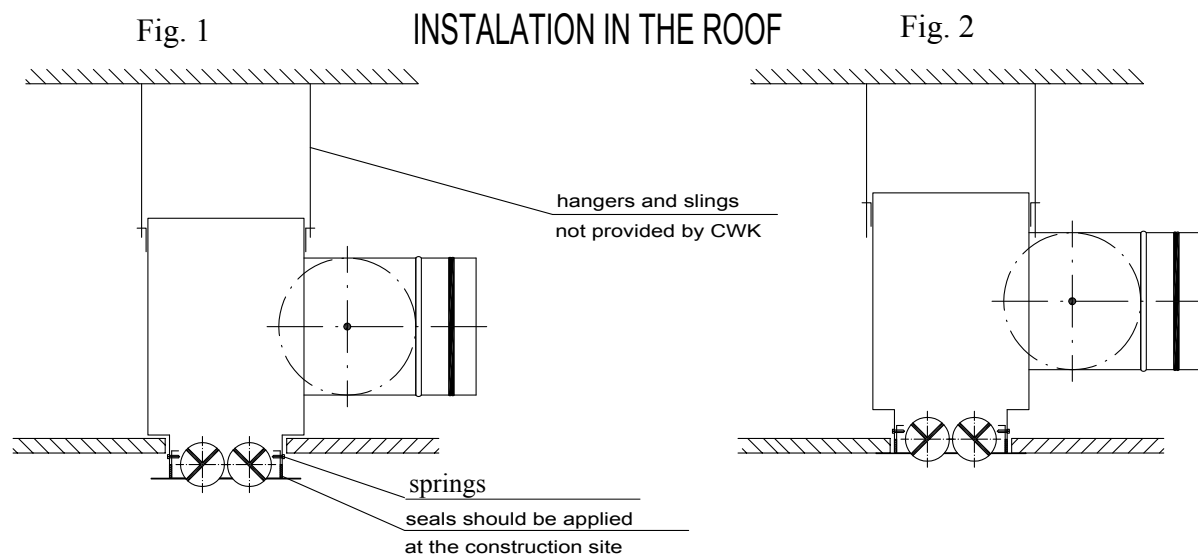 Fig. 1
INSTALATION IN THE ROOF
Fig. 2
hangers and slings
not provided by CWK
springs
seals should be applied
at the construction site